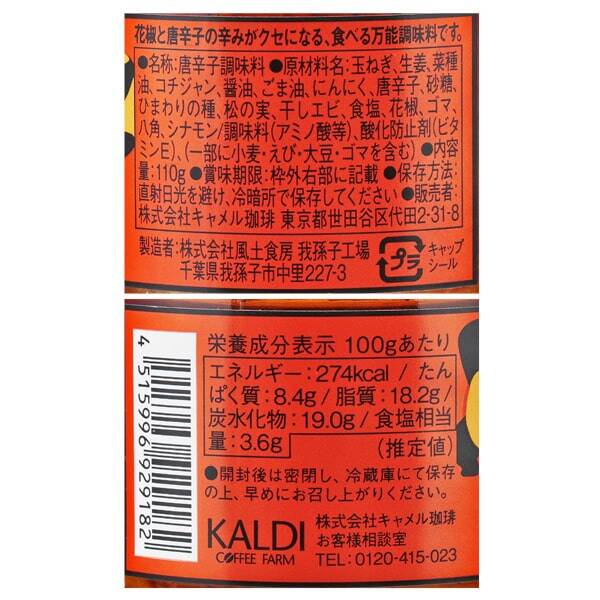 花椒と唐辛子の辛みがクセになる、食べる万能調味料です。
●名称:唐辛子調味料 ●原材料名:玉ねぎ、生姜、菜種
油、コチジャン、醤油、ごま油、にんにく、唐辛子、砂糖、
ひまわりの種、松の実、干しエビ、食塩、花椒、ゴマ、
八角、シナモン/調味料(アミノ酸等)、酸化防止剤(ビタ
ミンE)、(一部に小麦・えび・大豆・ゴマを含む) ●内容
量:110g ●賞味期限:枠外右部に記載 ●保存方法:
直射日光を避け、冷暗所で保存してください ●販売者:
株式会社キャメル珈琲 東京都世田谷区代田2-31-8
製造者:株式会社風土食房 我孫子工場
千葉県我孫子市中里227-3
プラ
キャップ
シール
栄養成分表示 100gあたり
エネルギー:274kcal / たん
ぱく質:8.4g / 脂質:18.2g /
炭水化物:19.0g / 食塩相当
量:3.6g (推定値)
●開封後は密閉し、冷蔵庫にて保存
の上、早めにお召し上がりください。
KALDI
COFFEE FARM
株式会社キャメル珈琲
お客様相談室
TEL:0120-415-023
4 515996 929182